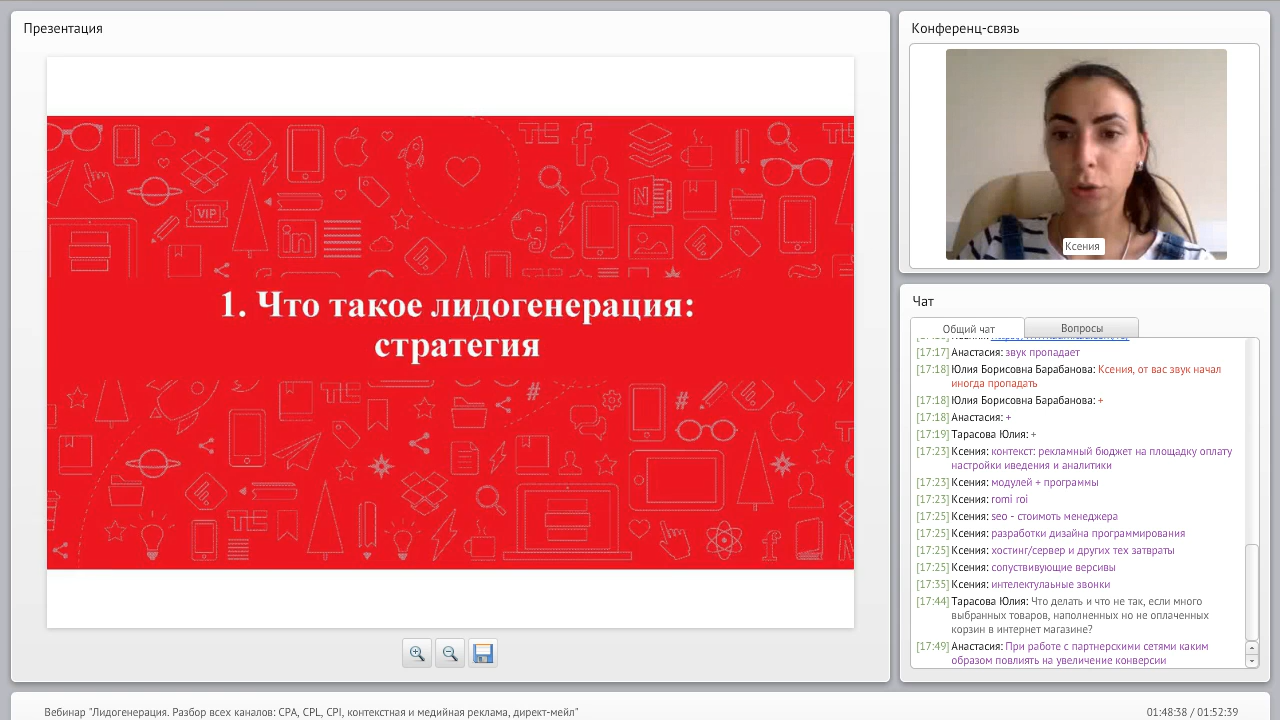 Презентация
VIP
1. Что такое лидогенерация:
стратегия
Конференц-связь
Ксения
Чат
Общий чат
Вопросы
[17:17] Анастасия: звук пропадает
[17:18] Юлия Борисовна Барабанова: Ксения, от вас звук начал
иногда пропадать
[17:18] Юлия Борисовна Барабанова: +
[17:18] Анастасия: +
[17:19] Тарасова Юлия: +
[17:23] Ксения: контекст: рекламный бюджет на площадку оплату
настройки иведения и аналитики
[17:23] Ксения: модулей + программы
[17:23] Ксения: romi roi
[17:25] Ксения: seo - стоимоть менеджера
[17:25] Ксения: разработки дизайна программирования
[17:25] Ксения: хостинг/сервер и других тех затвраты
[17:25] Ксения: сопуствивующие версивы
[17:35] Ксения: интелектулаьные звонки
[17:44] Тарасова Юлия: Что делать и что не так, если много
выбранных товаров, наполненных но не оплаченных
корзин в интернет магазине?
[17:49] Анастасия: При работе с партнерскими сетями каким
образом повлиять на увеличение конверсии
Вебинар "Лидогенерация. Разбор всех каналов: CPA, CPL, CPI, контекстная и медийная реклама, директ-мейл"
01:48:38 / 01:52:39